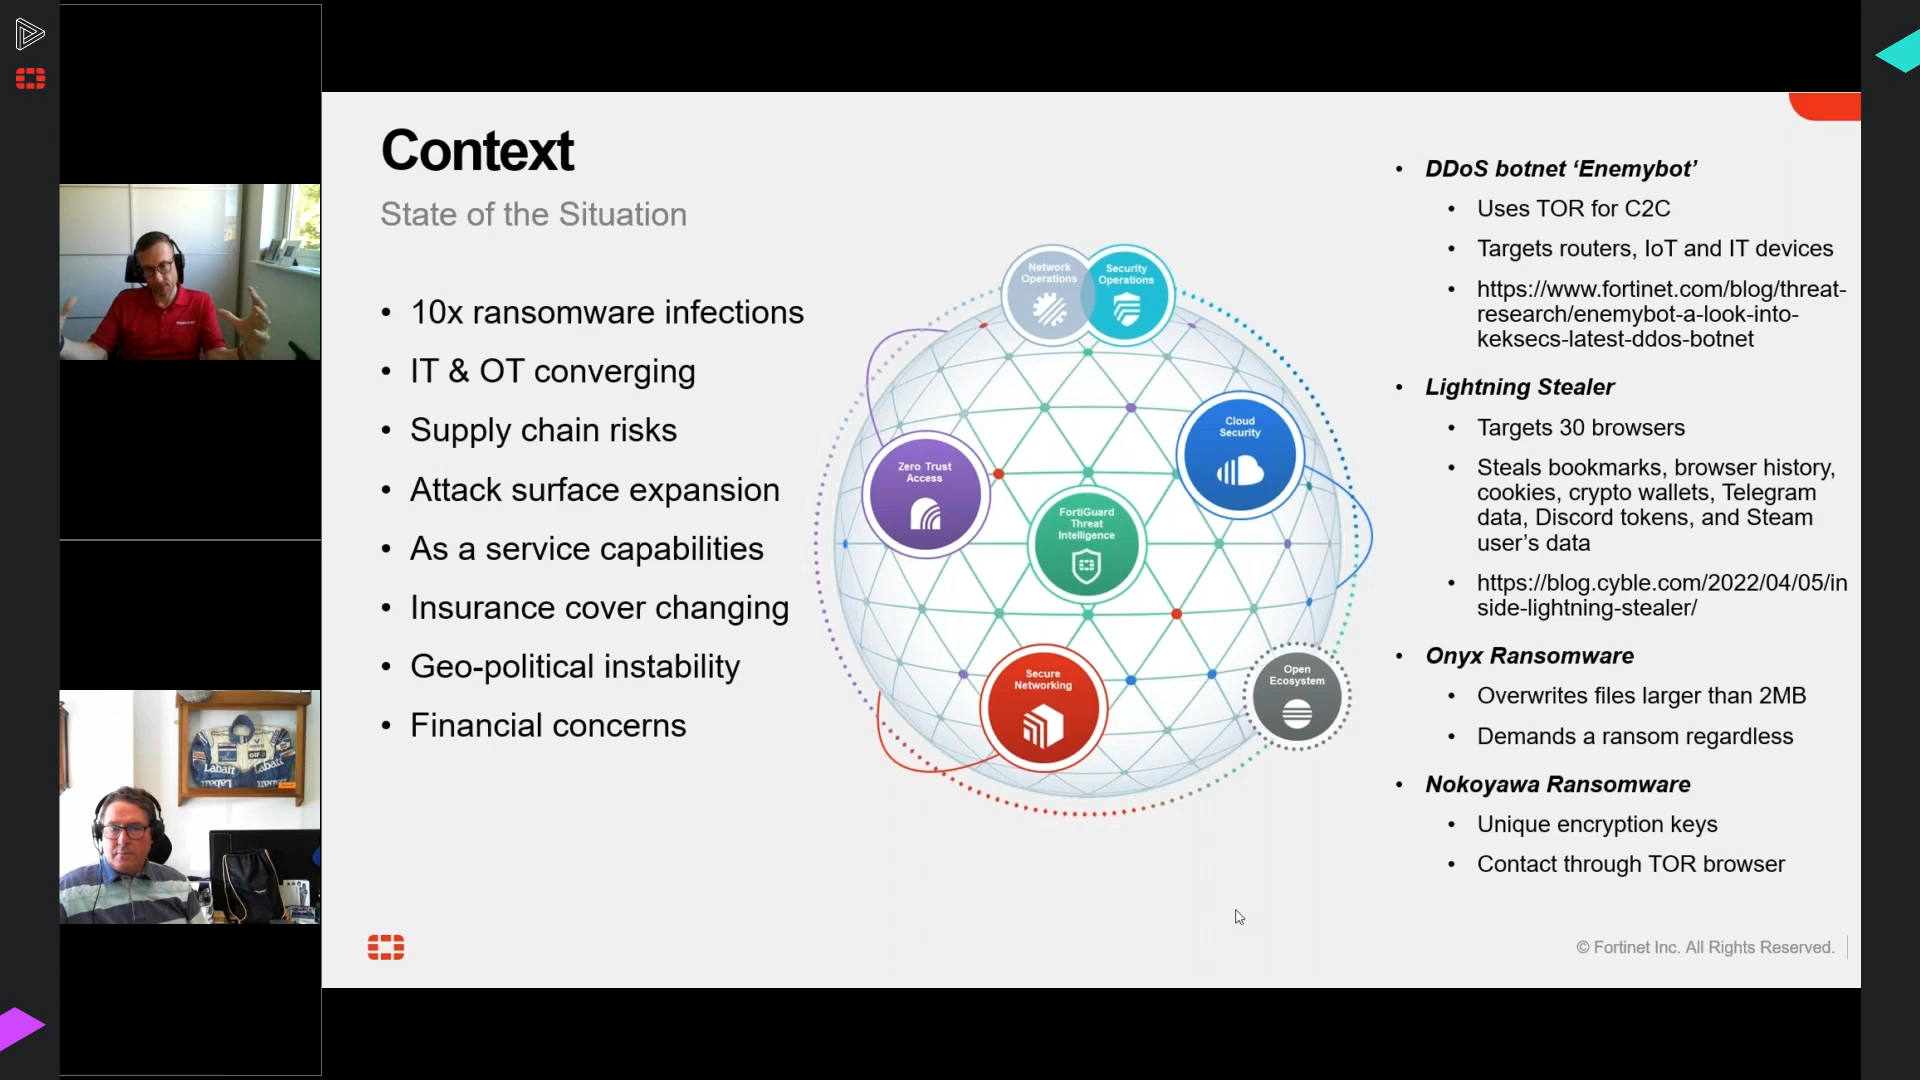 Context
State of the Situation
• 10x ransomware infections
• IT & OT converging
• Supply chain risks
• Attack surface expansion
• As a service capabilities
• Insurance cover changing
• Geo-political instability
• Financial concerns
Network
Operations
Security
Operations
Cloud
Security
Zero Trust
Access
FortiGuard
Threat
Intelligence
Secure
Networking
Open
Ecosystem
• DDoS botnet ‘Enemybot’
• Uses TOR for C2C
• Targets routers, IoT and IT devices
• https://www.fortinet.com/blog/threat-
research/enemybot-a-look-into-
keksecs-latest-ddos-botnet
• Lightning Stealer
• Targets 30 browsers
• Steals bookmarks, browser history,
cookies, crypto wallets, Telegram
data, Discord tokens, and Steam
user’s data
• https://blog.cyble.com/2022/04/05/in
side-lightning-stealer/
• Onyx Ransomware
• Overwrites files larger than 2MB
• Demands a ransom regardless
• Nokoyawa Ransomware
• Unique encryption keys
• Contact through TOR browser
© Fortinet Inc. All Rights Reserved.
elf
Labatt Labatt